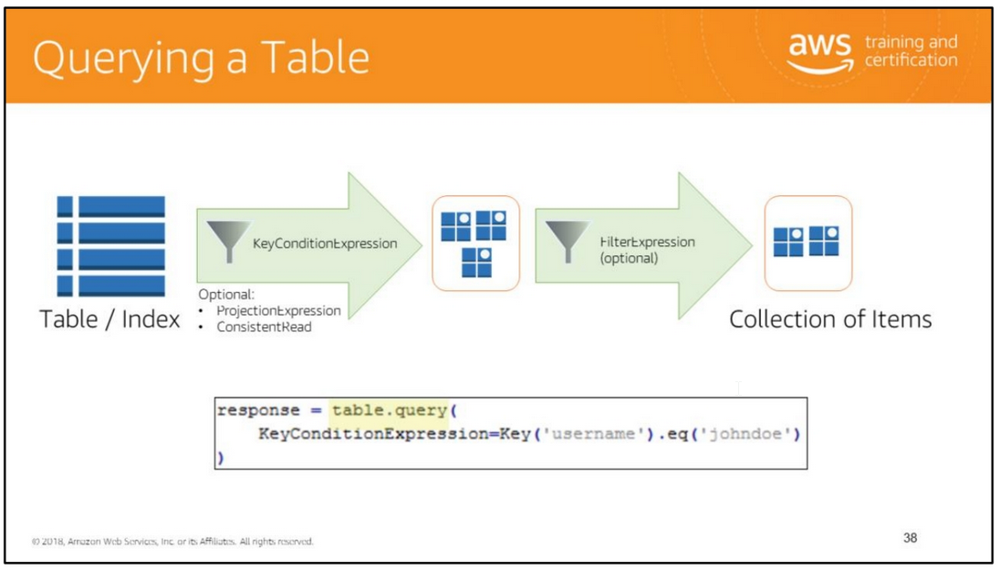 Querying a Table
aws training and
certification
KeyConditionExpression
FilterExpression
(optional)
Optional:
• ProjectionExpression
• ConsistentRead
Table / Index
Collection of Items
response = table.query(
KeyConditionExpression=Key('username').eq('johndoe')
)
© 2018, Amazon Web Services, Inc. or its Affiliates. All rights reserved.
38